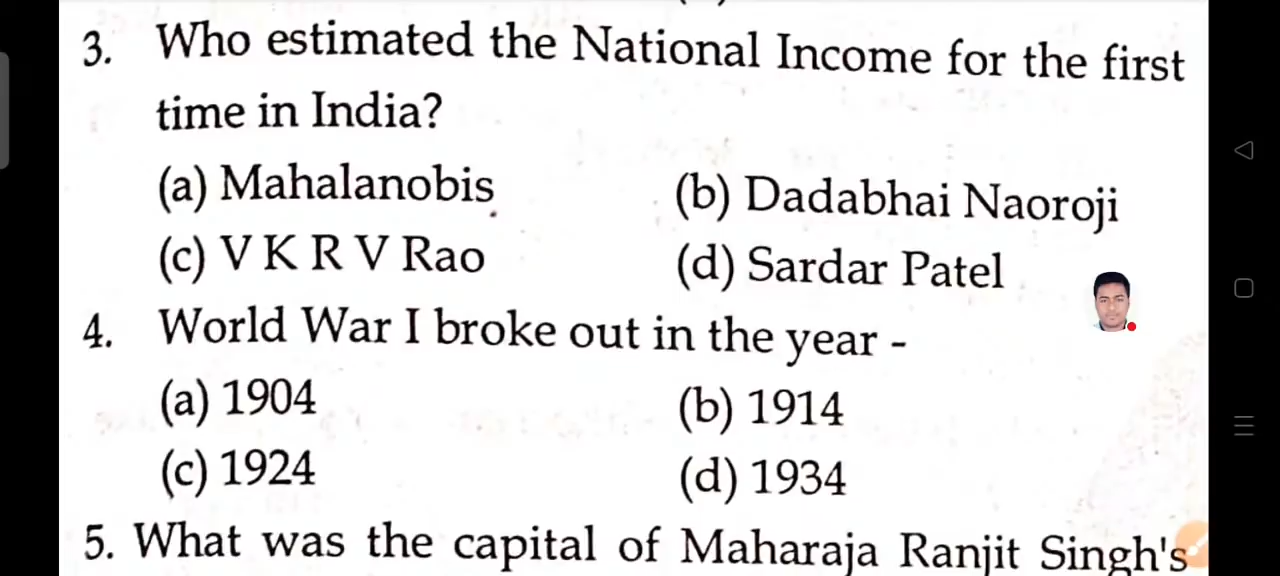 3. Who estimated the National Income for the first
time in India?
(a) Mahalanobis (b) Dadabhai Naoroji
(c) V K R V Rao (d) Sardar Patel
4. World War I broke out in the year -
(a) 1904 (b) 1914
(c) 1924 (d) 1934
5. What was the capital of Maharaja Ranjit Singh's